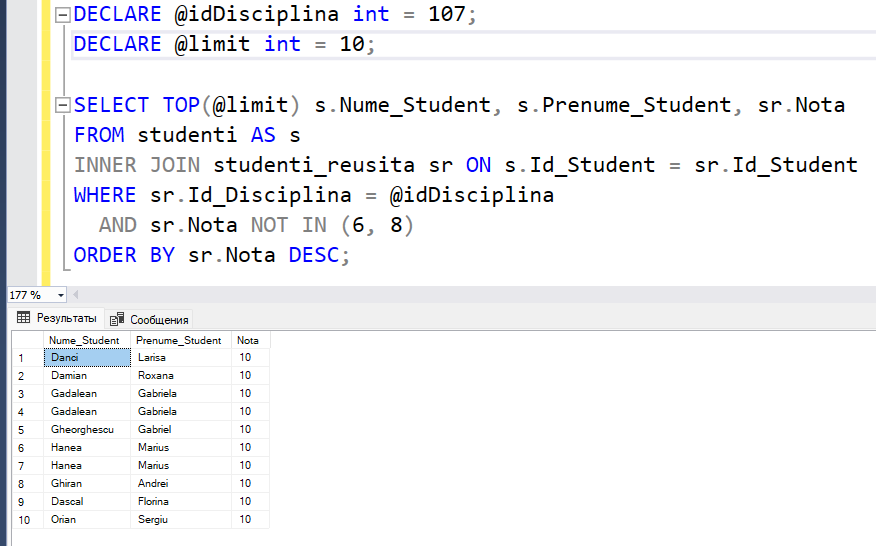 DECLARE @idDisciplina int = 107;
DECLARE @limit int = 10;
SELECT TOP(@limit) s.Nume_Student, s.Prenume_Student, sr.Nota
FROM studenti AS s
INNER JOIN studenti_reusita sr ON s.Id_Student = sr.Id_Student
WHERE sr.Id_Disciplina = @idDisciplina
AND sr.Nota NOT IN (6, 8)
ORDER BY sr.Nota DESC;
177 %
Результаты Сообщения
Nume_Student Prenume_Student Nota
1 Danci Larisa 10
2 Damian Roxana 10
3 Gadalean Gabriela 10
4 Gadalean Gabriela 10
5 Gheorghescu Gabriel 10
6 Hanea Marius 10
7 Hanea Marius 10
8 Ghiran Andrei 10
9 Dascal Florina 10
10 Orian Sergiu 10